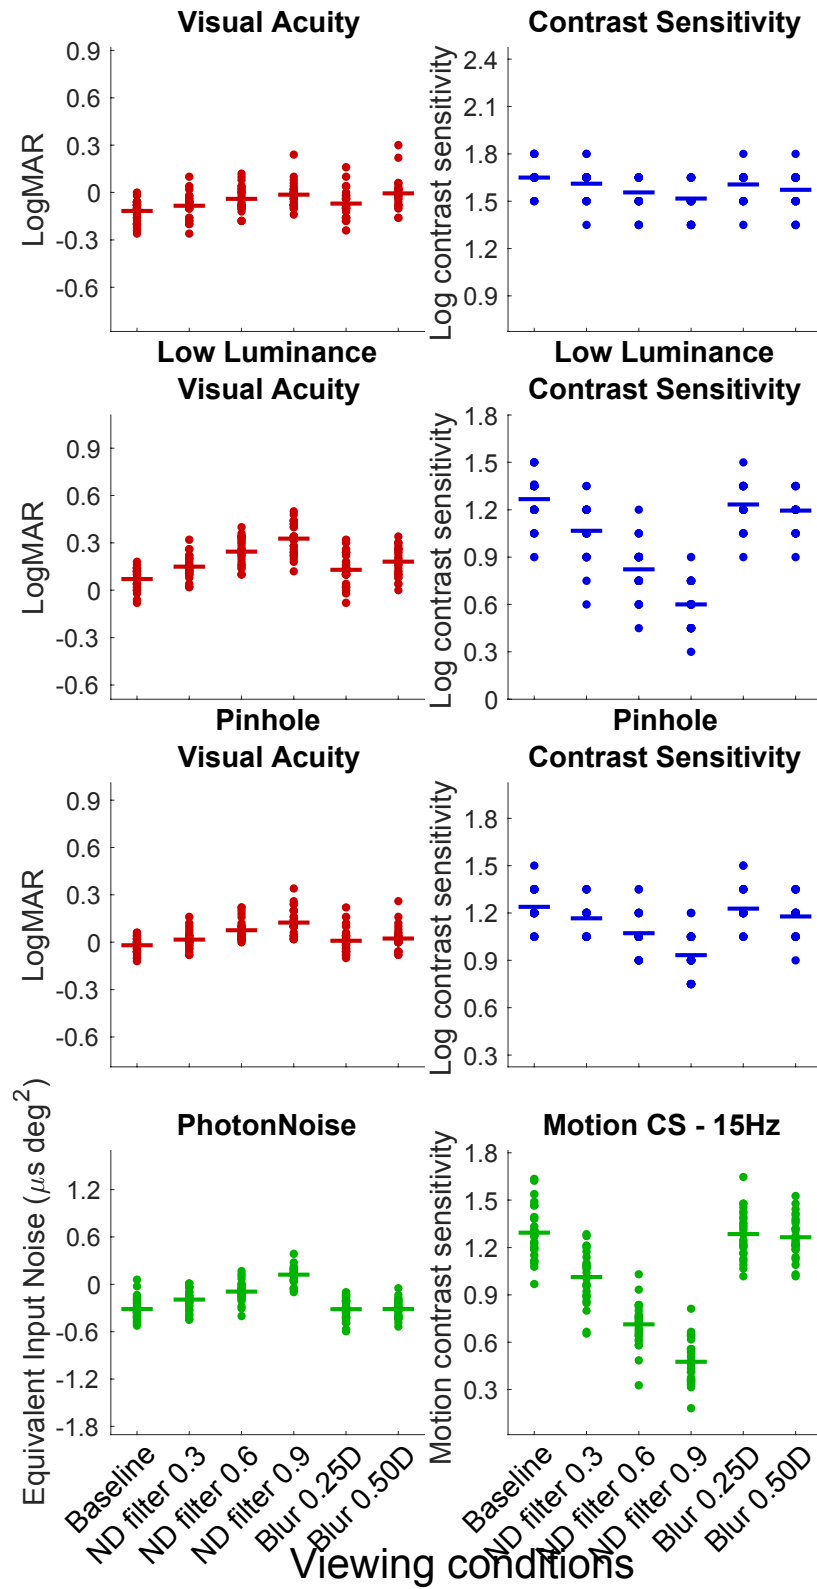 Visual Acuity
LogMAR
0.9
0.6
0.3
0
-0.3
-0.6
Contrast Sensitivity
Log contrast sensitivity
2.4
2.1
1.8
1.5
1.2
0.9
Low Luminance
Visual Acuity
LogMAR
0.9
0.6
0.3
0
-0.3
-0.6
Low Luminance
Contrast Sensitivity
Log contrast sensitivity
1.8
1.5
1.2
0.9
0.6
0.3
0
Pinhole
Visual Acuity
LogMAR
0.9
0.6
0.3
0
-0.3
-0.6
Pinhole
Contrast Sensitivity
Log contrast sensitivity
1.8
1.5
1.2
0.9
0.6
0.3
PhotonNoise
Equivalent Input Noise (μs deg²)
1.2
0.6
0
-0.6
-1.2
-1.8
Baseline
ND filter 0.3
ND filter 0.6
ND filter 0.9
Blur 0.25D
Blur 0.50D
Motion CS - 15Hz
Motion contrast sensitivity
1.8
1.5
1.2
0.9
0.6
0.3
Baseline
ND filter 0.3
ND filter 0.6
ND filter 0.9
Blur 0.25D
Blur 0.50D
Viewing conditions